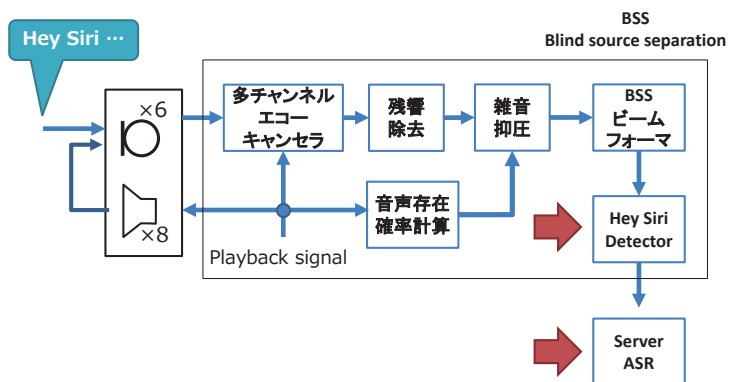 BSS
Blind source separation
Hey Siri …
×6
×8
多チャンネル
エコー
キャンセラ
残響
除去
雑音
抑圧
BSS
ビーム
フォーマ
音声存在
確率計算
Hey Siri
Detector
Playback signal
Server
ASR